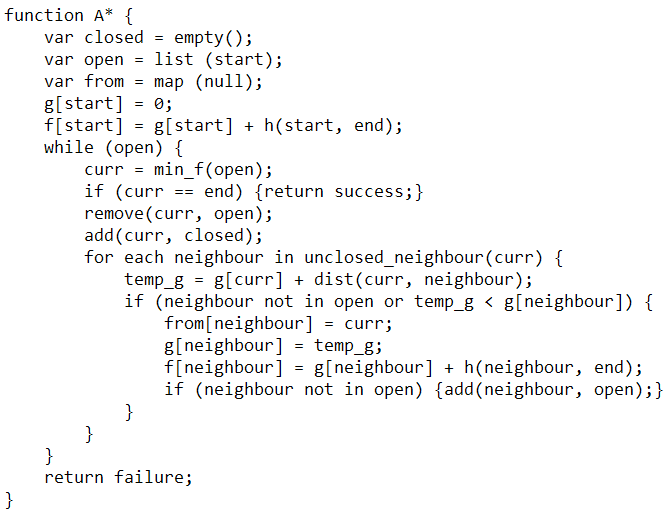 function A* {
    var closed = empty();
    var open = list (start);
    var from = map (null);
    g[start] = 0;
    f[start] = g[start] + h(start, end);
    while (open) {
        curr = min_f(open);
        if (curr == end) {return success;}
        remove(curr, open);
        add(curr, closed);
        for each neighbour in unclosed_neighbour(curr) {
            temp_g = g[curr] + dist(curr, neighbour);
            if (neighbour not in open or temp_g < g[neighbour]) {
                from[neighbour] = curr;
                g[neighbour] = temp_g;
                f[neighbour] = g[neighbour] + h(neighbour, end);
                if (neighbour not in open) {add(neighbour, open);}
            }
        }
    }
    return failure;
}